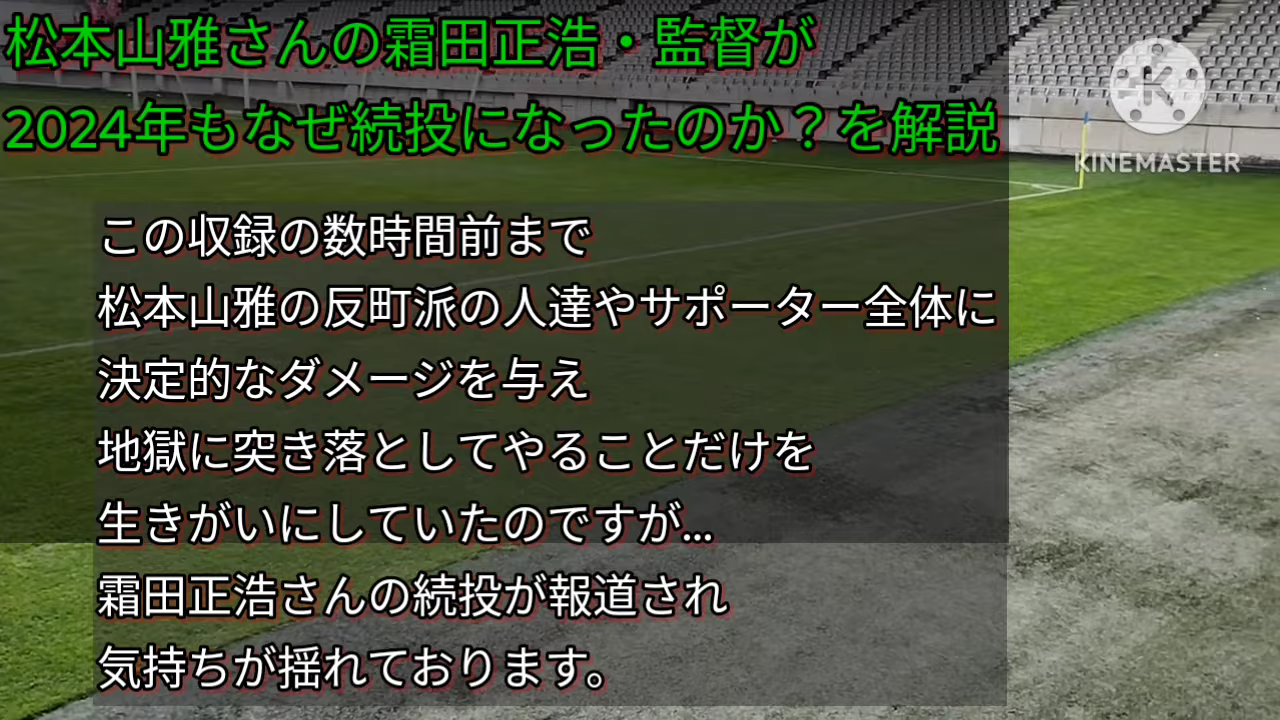 松本山雅さんの霜田正浩・監督が
2024年もなぜ続投になったのか？を解説
KINEMASTER
この収録の数時間前まで
松本山雅の反町派の人達やサポーター全体に
決定的なダメージを与え
地獄に突き落としてやることだけを
生きがいにしていたのですが...
霜田正浩さんの続投が報道され
気持ちが揺れております。